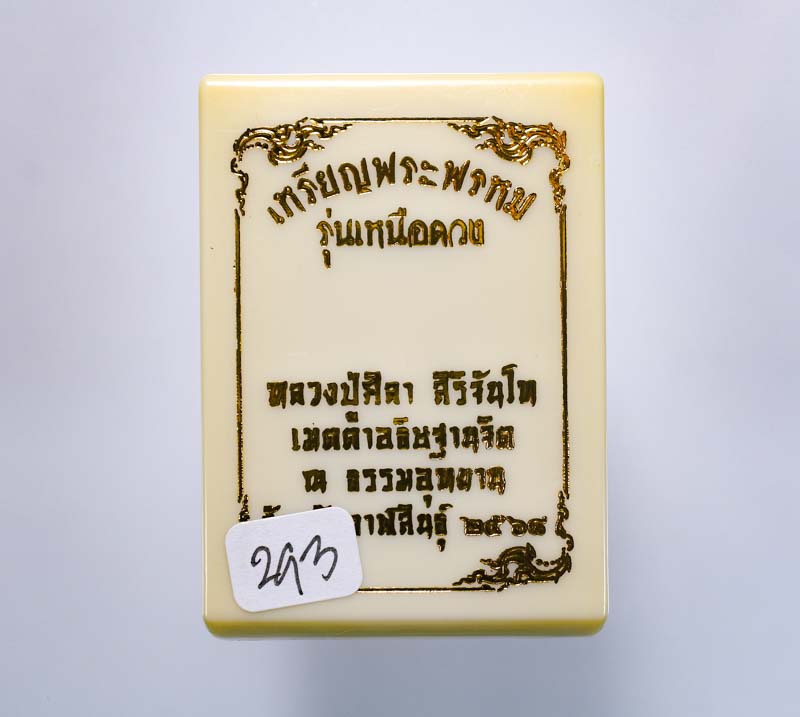 เหรียญพระพรหม
รุ่นเหนือดวง
หลวงปู่ศิลา สิริจันโท
เมตตาอธิษฐานจิต
ณ ธรรมอุทยาน
กาฬสินธุ์ ๒๕๖๘
293